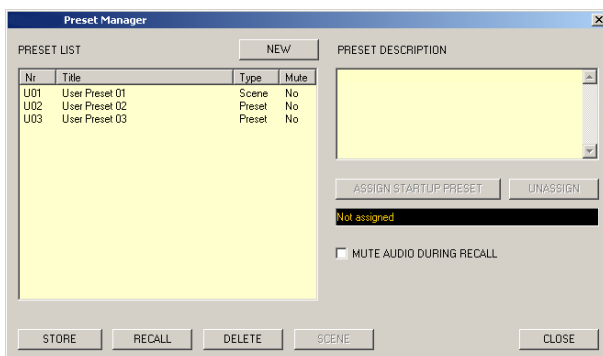 Preset Manager
PRESET LIST
NEW
PRESET DESCRIPTION
Nr Title Type Mute
U01 User Preset 01 Scene No
U02 User Preset 02 Preset No
U03 User Preset 03 Preset No
ASSIGN STARTUP PRESET
UNASSIGN
Not assigned
MUTE AUDIO DURING RECALL
STORE
RECALL
DELETE
SCENE
CLOSE